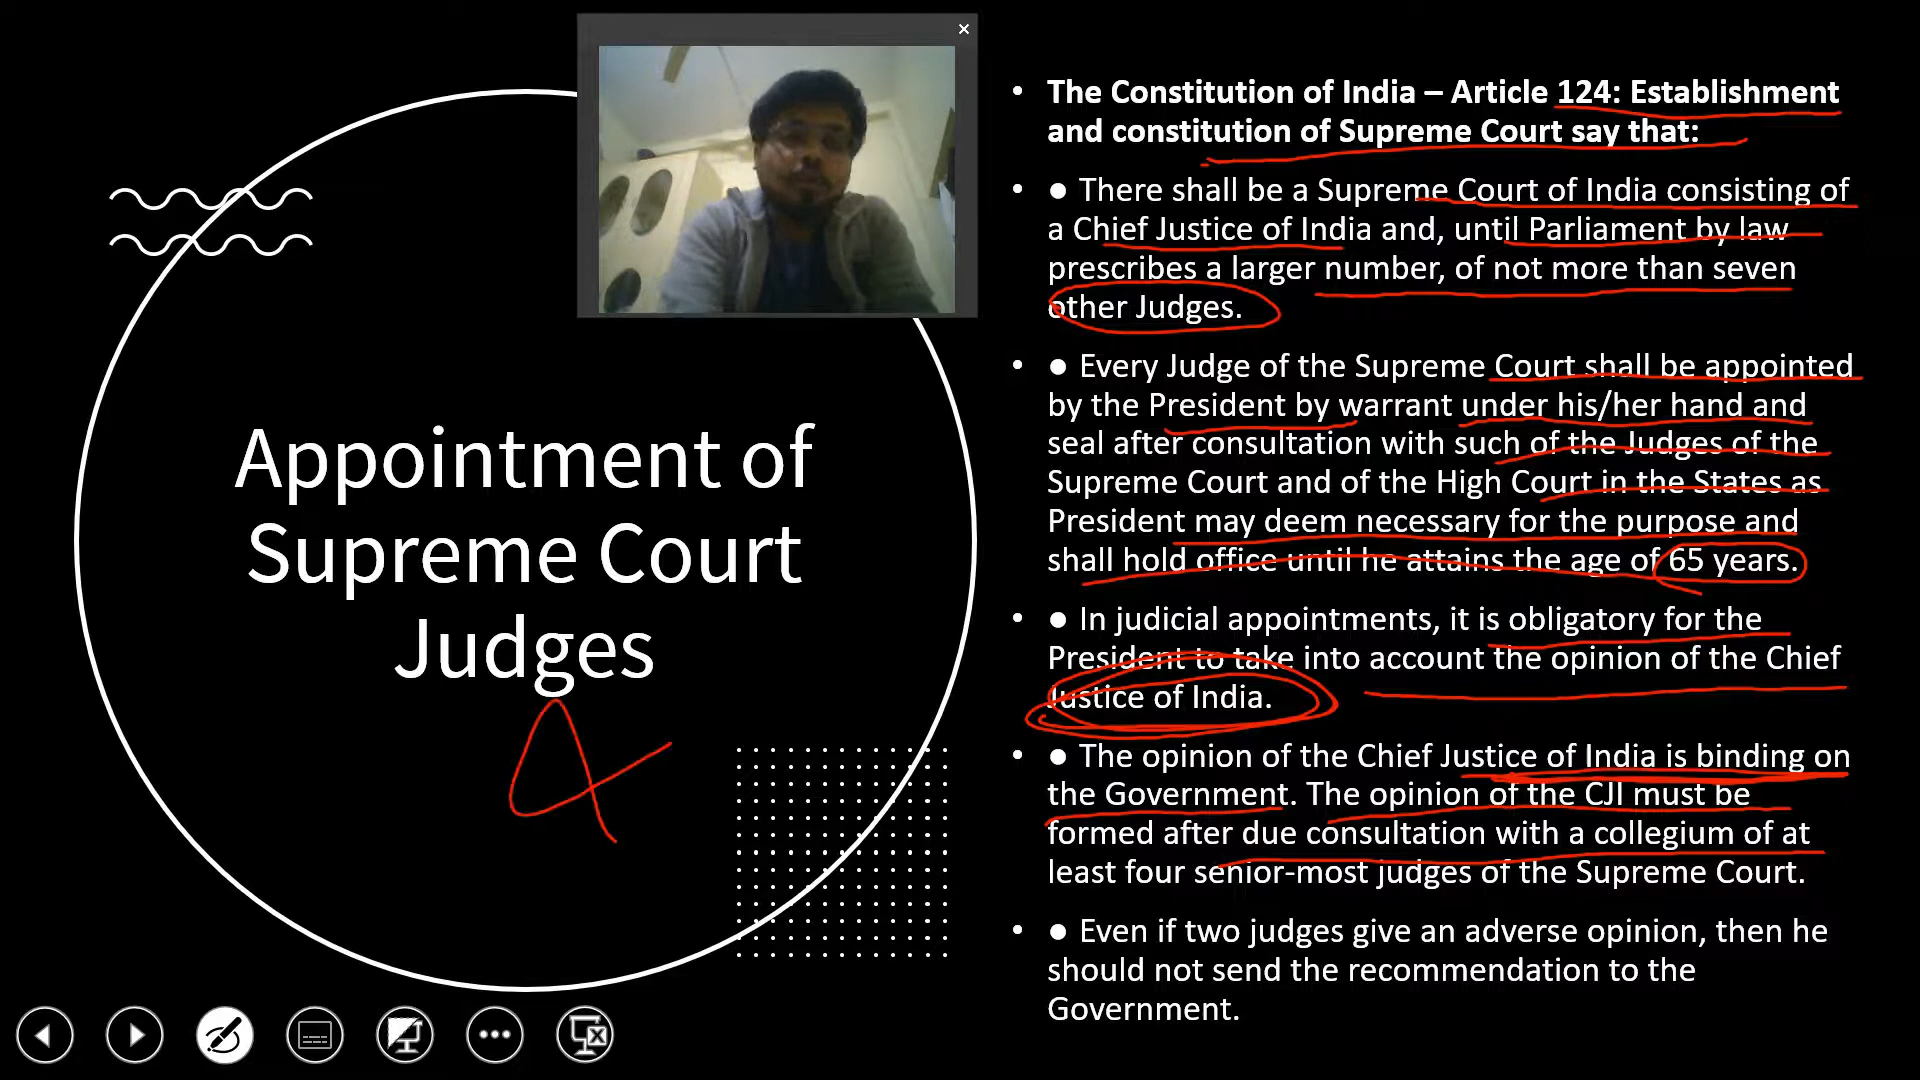 Appointment of
Supreme Court
Judges
4
• The Constitution of India – Article 124: Establishment
and constitution of Supreme Court say that:
• ● There shall be a Supreme Court of India consisting of
a Chief Justice of India and, until Parliament by law
prescribes a larger number, of not more than seven
other Judges.
• ● Every Judge of the Supreme Court shall be appointed
by the President by warrant under his/her hand and
seal after consultation with such of the Judges of the
Supreme Court and of the High Court in the States as
President may deem necessary for the purpose and
shall hold office until he attains the age of 65 years.
• ● In judicial appointments, it is obligatory for the
President to take into account the opinion of the Chief
Justice of India.
• ● The opinion of the Chief Justice of India is binding on
the Government. The opinion of the CJI must be
formed after due consultation with a collegium of at
least four senior-most judges of the Supreme Court.
• ● Even if two judges give an adverse opinion, then he
should not send the recommendation to the
Government.